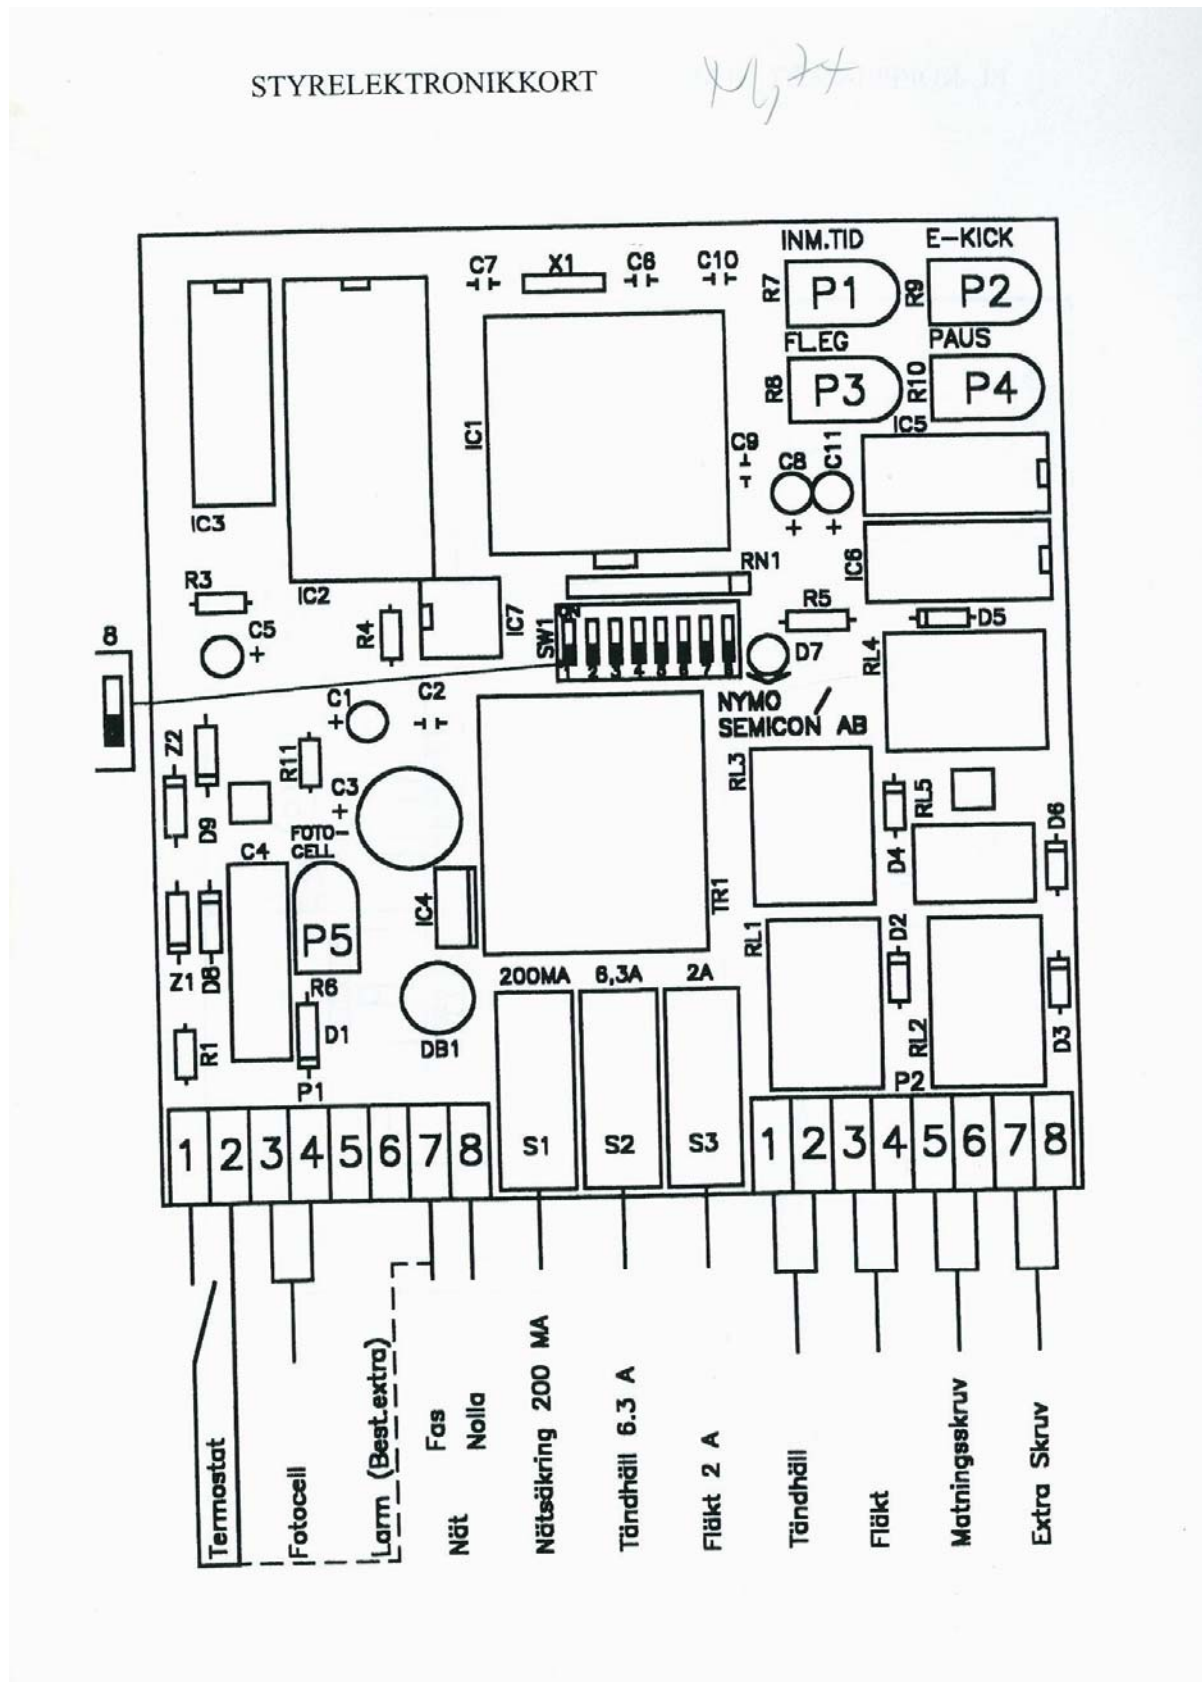 STYRELEKTRONIKKORT
INM.TID E-KICK
C7 X1 C6 C10
R7 P1 R9 P2
FL.EG PAUS
R8 P3 R10 P4
IC5
IC1
C9 C8 C11
+ +
IC3
IC6
RN1
R3 IC2 IC7 R5
ON
SW1
D5
C5 + R4
8
1 2 3 4 5 6 7 8
D7 RL4
C1 + C2
NYMO
SEMICON AB
Z2 R11 RL3
C3 + RL5
D9 FOTO-
CELL
C4 D4 D6
IC4 TR1
P5 RL1 D2
Z1 D8 R6 200MA 6,3A 2A
R1 D1 DB1 RL2 D3
P1 P2
1 2 3 4 5 6 7 8 S1 S2 S3 1 2 3 4 5 6 7 8
Termostat
Fotocell
Larm (Best.extra)
Nät Fas
Nolla
Nätsäkring 200 MA
Tändhäll 6.3 A
Fläkt 2 A
Tändhäll
Fläkt
Matningsskruv
Extra Skruv